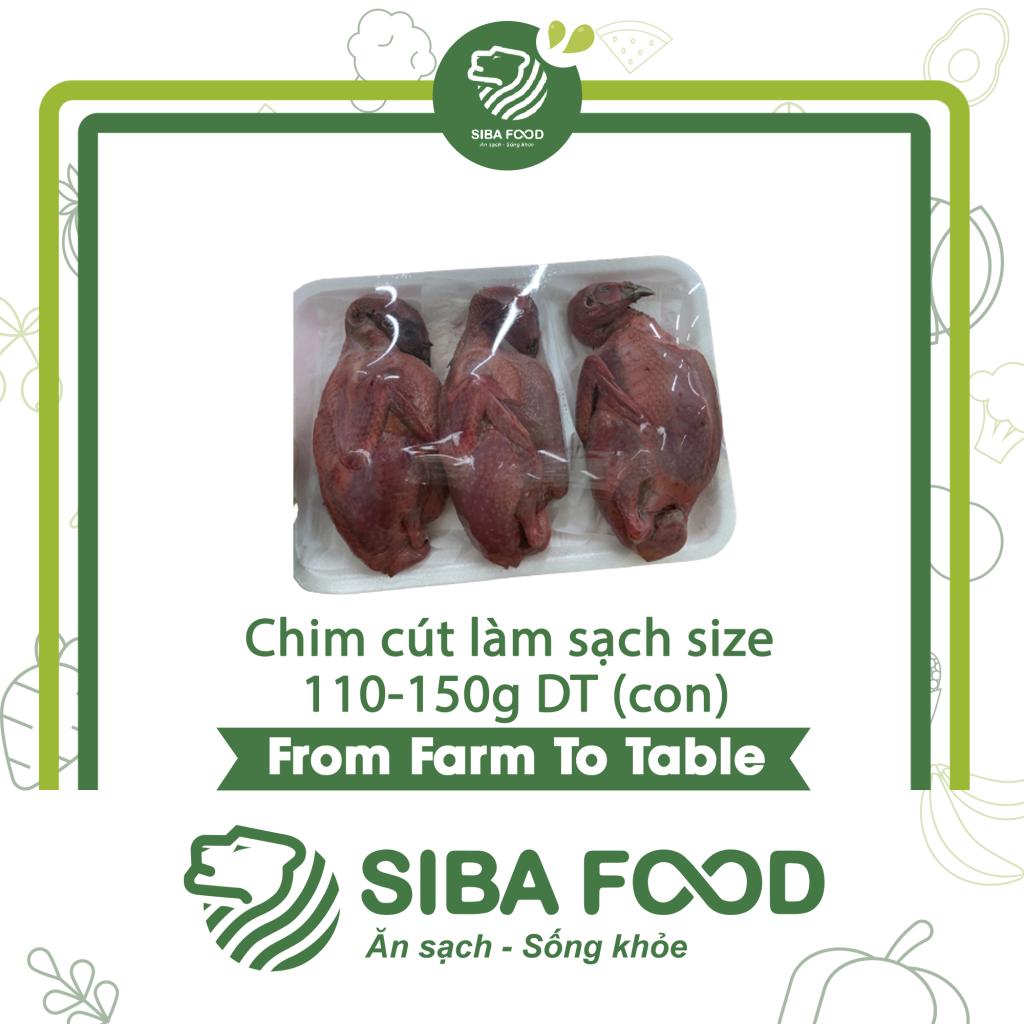 SIBA FOOD
Ăn sạch - Sống khỏe
Chim cút làm sạch size
110-150g DT (con)
From Farm To Table
SIBA FOOD
Ăn sạch - Sống khỏe